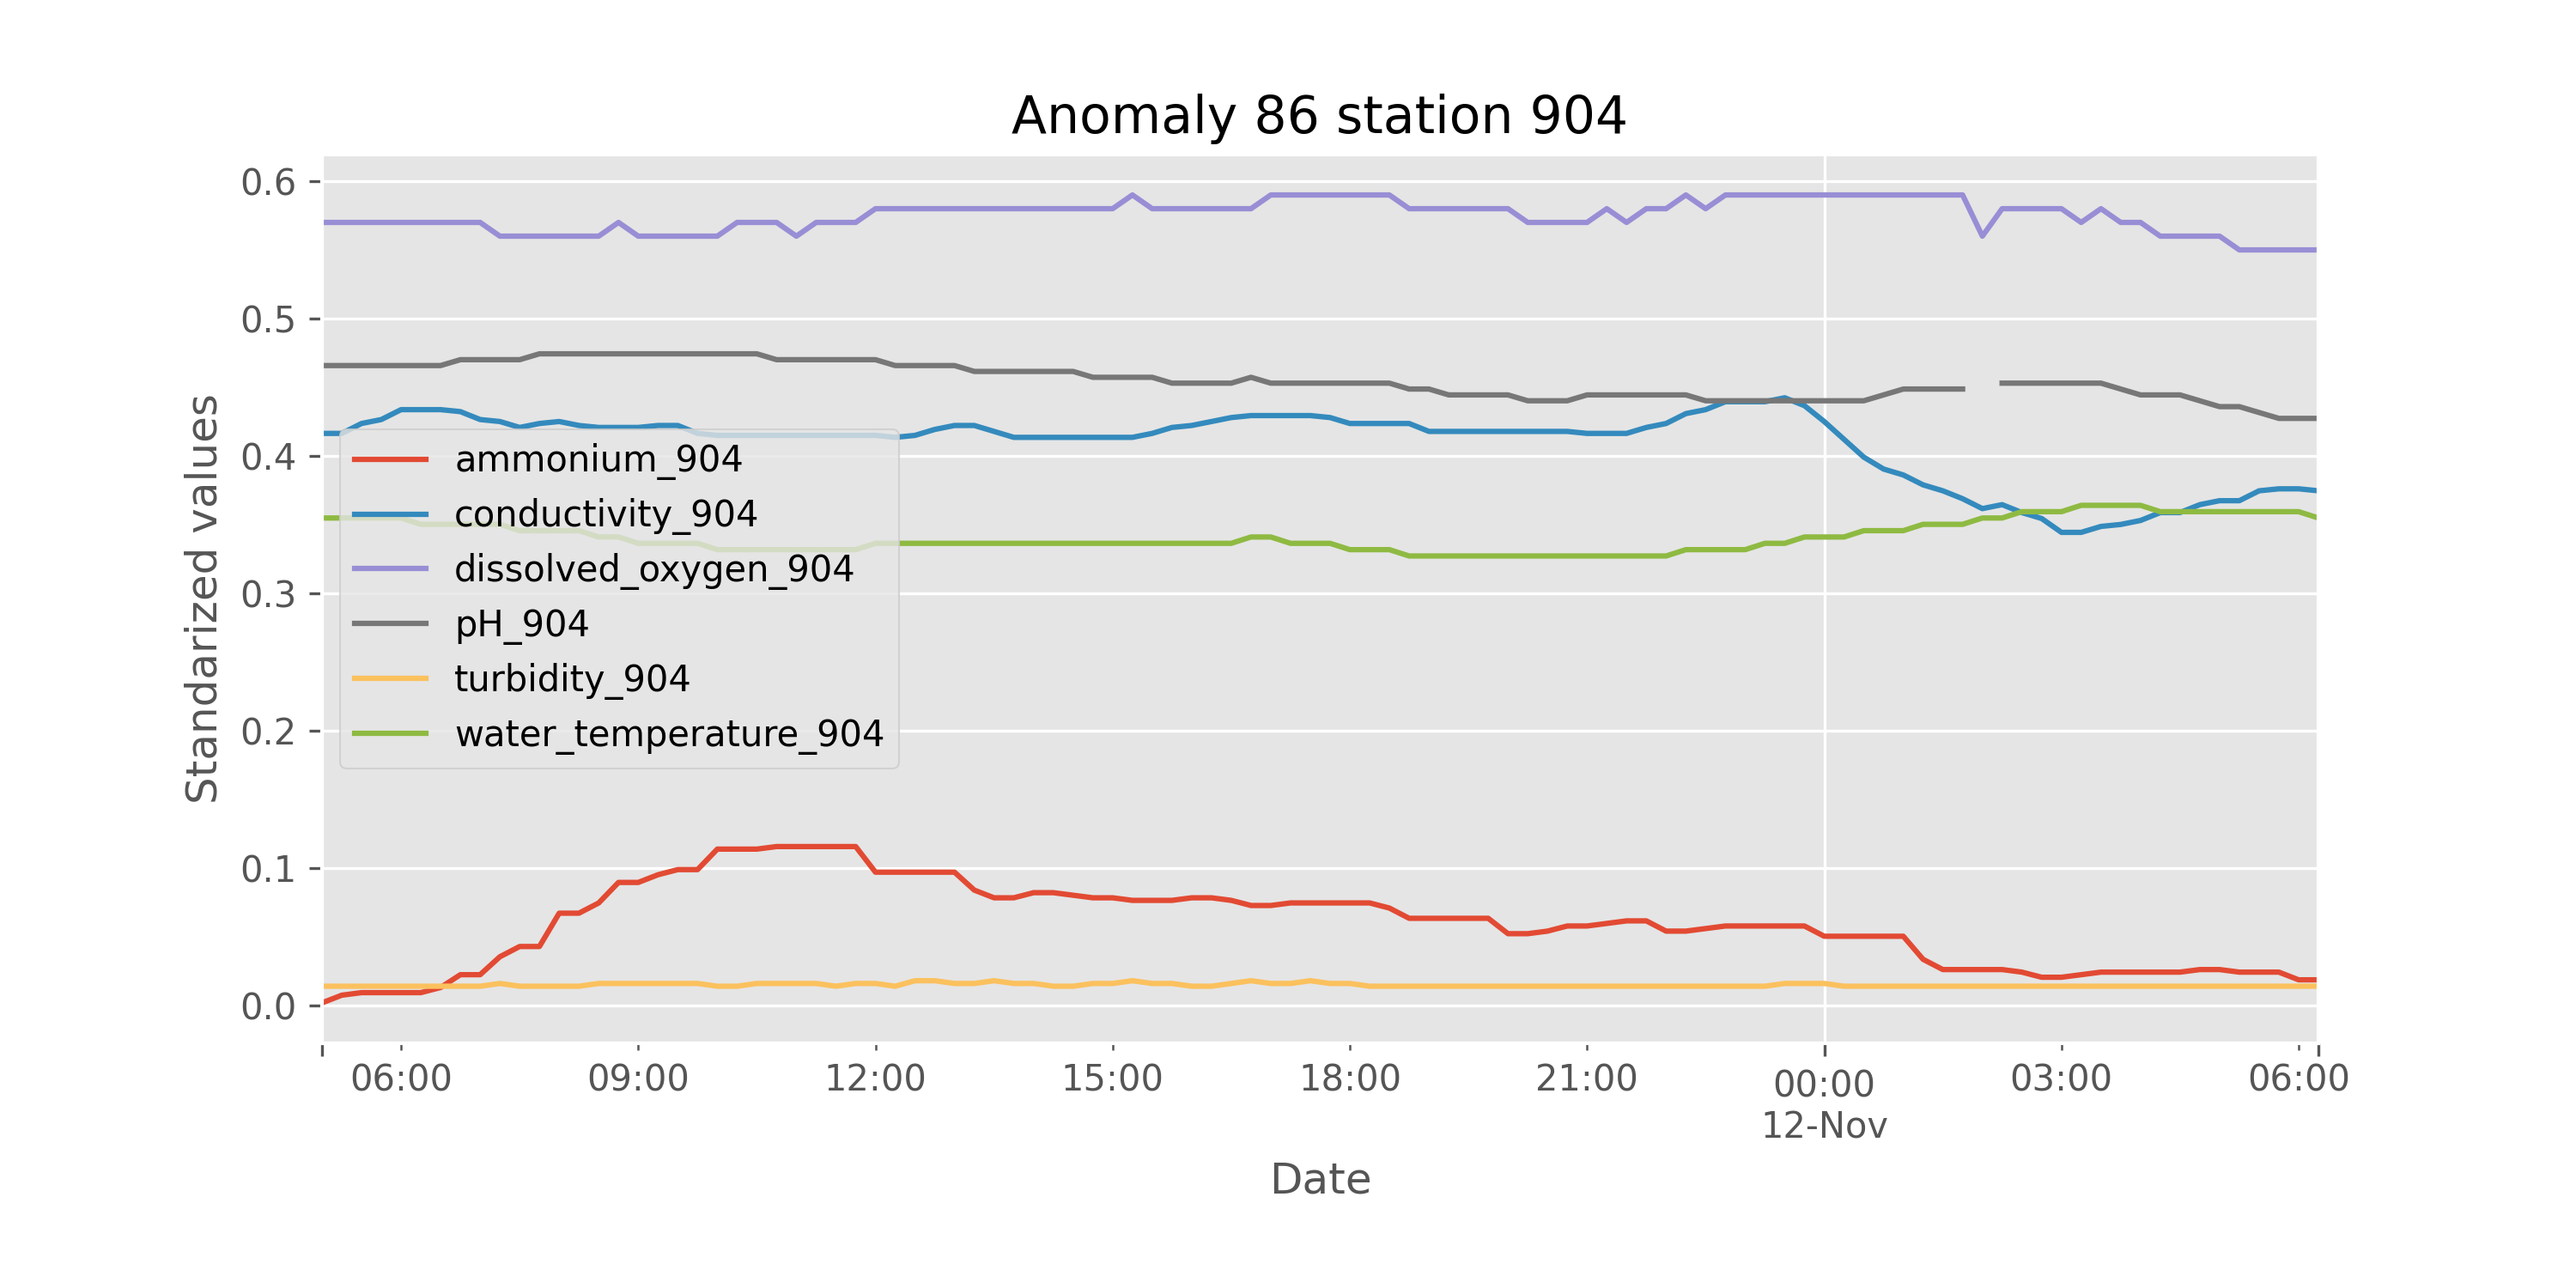 Anomaly 86 station 904
0.6
0.5
0.4
0.3
0.2
0.1
0.0
Standarized values
ammonium_904
conductivity_904
dissolved_oxygen_904
pH_904
turbidity_904
water_temperature_904
06:00 09:00 12:00 15:00 18:00 21:00 00:00 03:00 06:00
12-Nov
Date